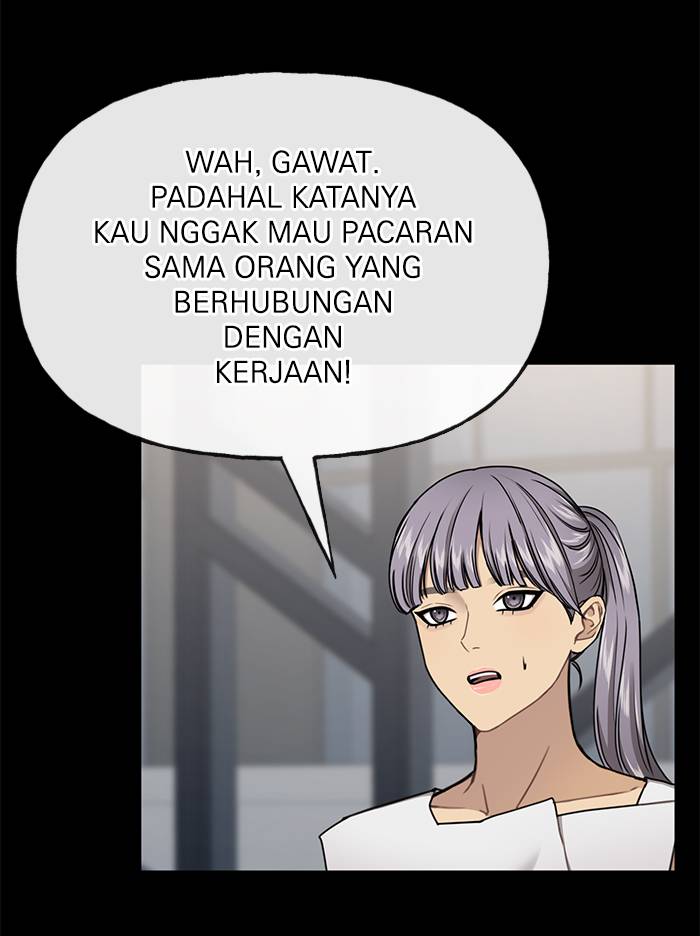 WAH, GAWAT.
PADAHAL KATANYA
KAU NGGAK MAU PACARAN
SAMA ORANG YANG
BERHUBUNGAN
DENGAN
KERJAAN!